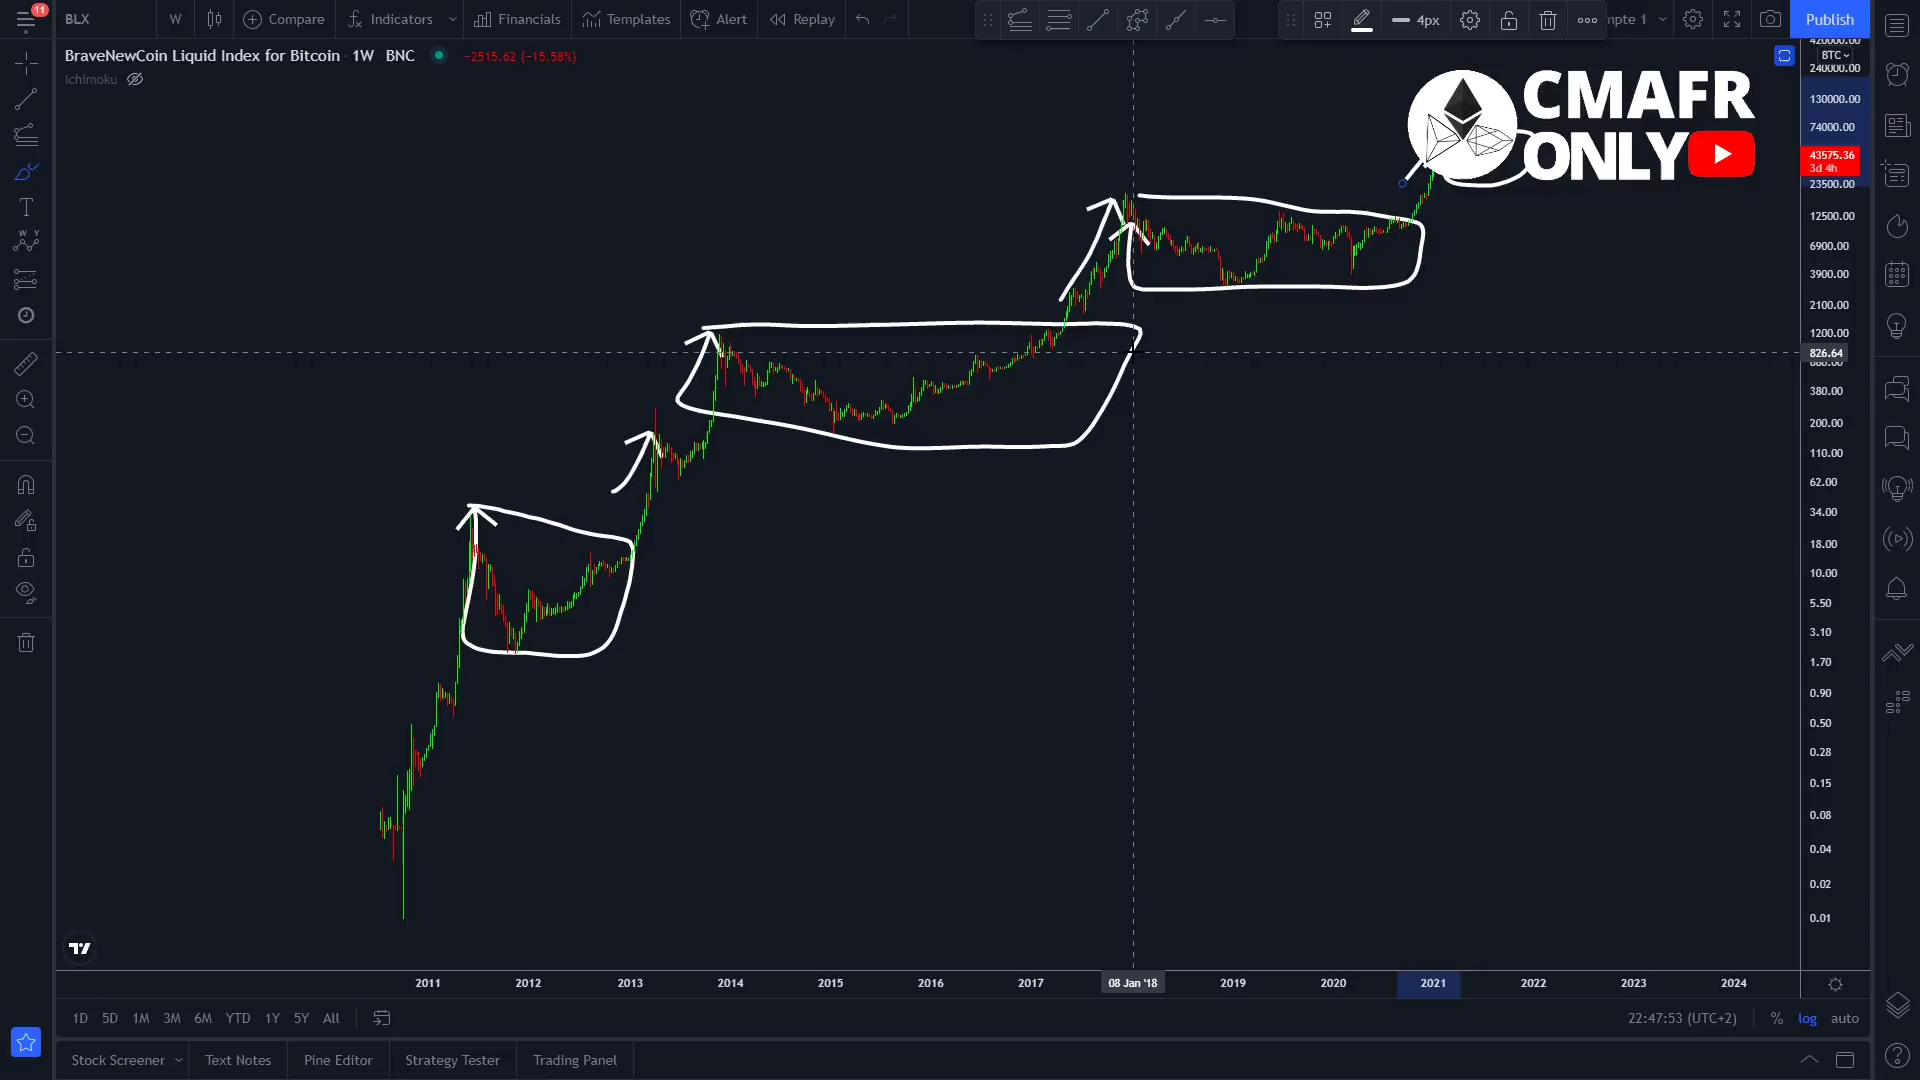 11
BLX
W
Compare
Indicators
Financials
Templates
Alert
Replay
4px
mpte 1
Publish
BraveNewCoin Liquid Index for Bitcoin · 1W BNC
−2515.62 (−15.58%)
Ichimoku
CMAFR
ONLY
420000.00
BTC
240000.00
130000.00
74000.00
43575.36
3d 4h
23500.00
12500.00
6900.00
3900.00
2100.00
1200.00
826.64
380.00
200.00
110.00
62.00
34.00
18.00
10.00
5.50
3.10
1.70
0.90
0.50
0.28
0.15
0.08
0.04
0.02
0.01
2011 2012 2013 2014 2015 2016 2017 08 Jan '18 2019 2020 2021 2022 2023 2024
1D 5D 1M 3M 6M YTD 1Y 5Y All
22:47:53 (UTC+2) % log auto
Stock Screener Text Notes Pine Editor Strategy Tester Trading Panel